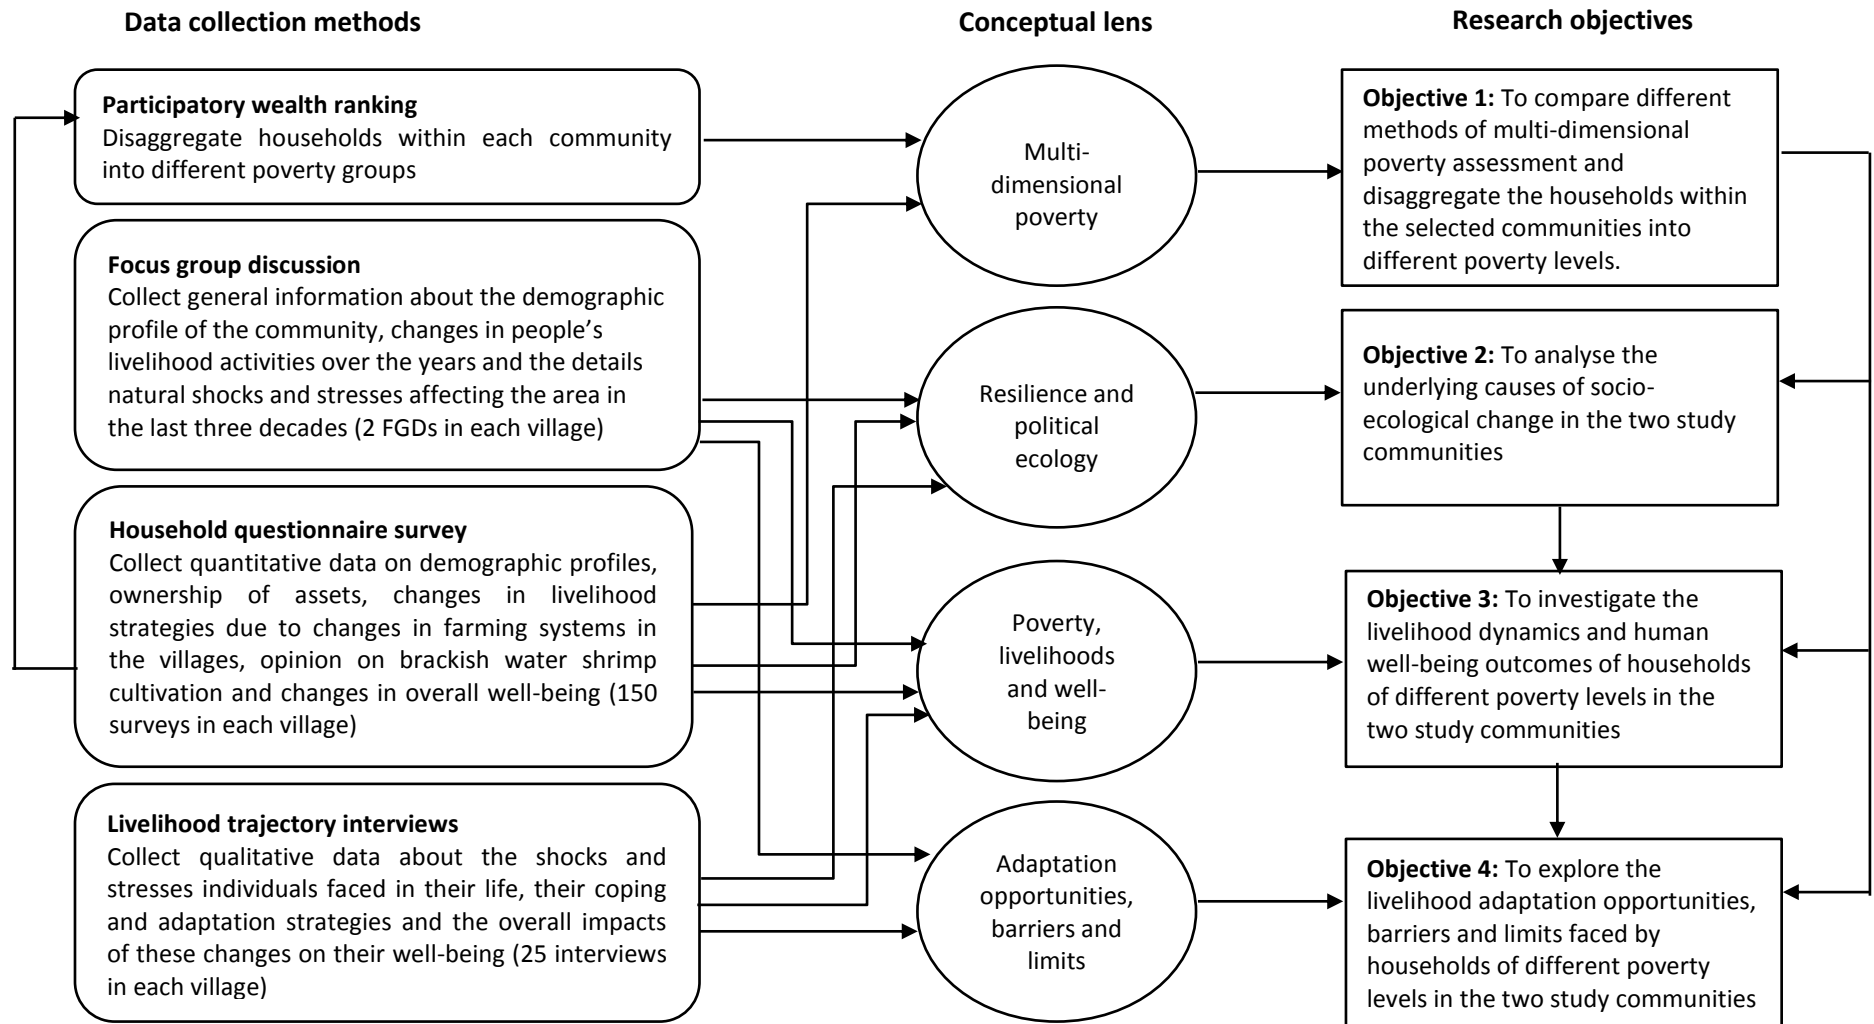 Data collection methods
Conceptual lens
Research objectives
Participatory wealth ranking
Disaggregate households within each community
into different poverty groups
Focus group discussion
Collect general information about the demographic
profile of the community, changes in people’s
livelihood activities over the years and the details
natural shocks and stresses affecting the area in
the last three decades (2 FGDs in each village)
Household questionnaire survey
Collect quantitative data on demographic profiles,
ownership of assets, changes in livelihood
strategies due to changes in farming systems in
the villages, opinion on brackish water shrimp
cultivation and changes in overall well-being (150
surveys in each village)
Livelihood trajectory interviews
Collect qualitative data about the shocks and
stresses individuals faced in their life, their coping
and adaptation strategies and the overall impacts
of these changes on their well-being (25 interviews
in each village)
Multi-
dimensional
poverty
Resilience and
political
ecology
Poverty,
livelihoods
and well-
being
Adaptation
opportunities,
barriers and
limits
Objective 1: To compare different
methods of multi-dimensional
poverty assessment and
disaggregate the households within
the selected communities into
different poverty levels.
Objective 2: To analyse the
underlying causes of socio-
ecological change in the two study
communities
Objective 3: To investigate the
livelihood dynamics and human
well-being outcomes of households
of different poverty levels in the
two study communities
Objective 4: To explore the
livelihood adaptation opportunities,
barriers and limits faced by
households of different poverty
levels in the two study communities